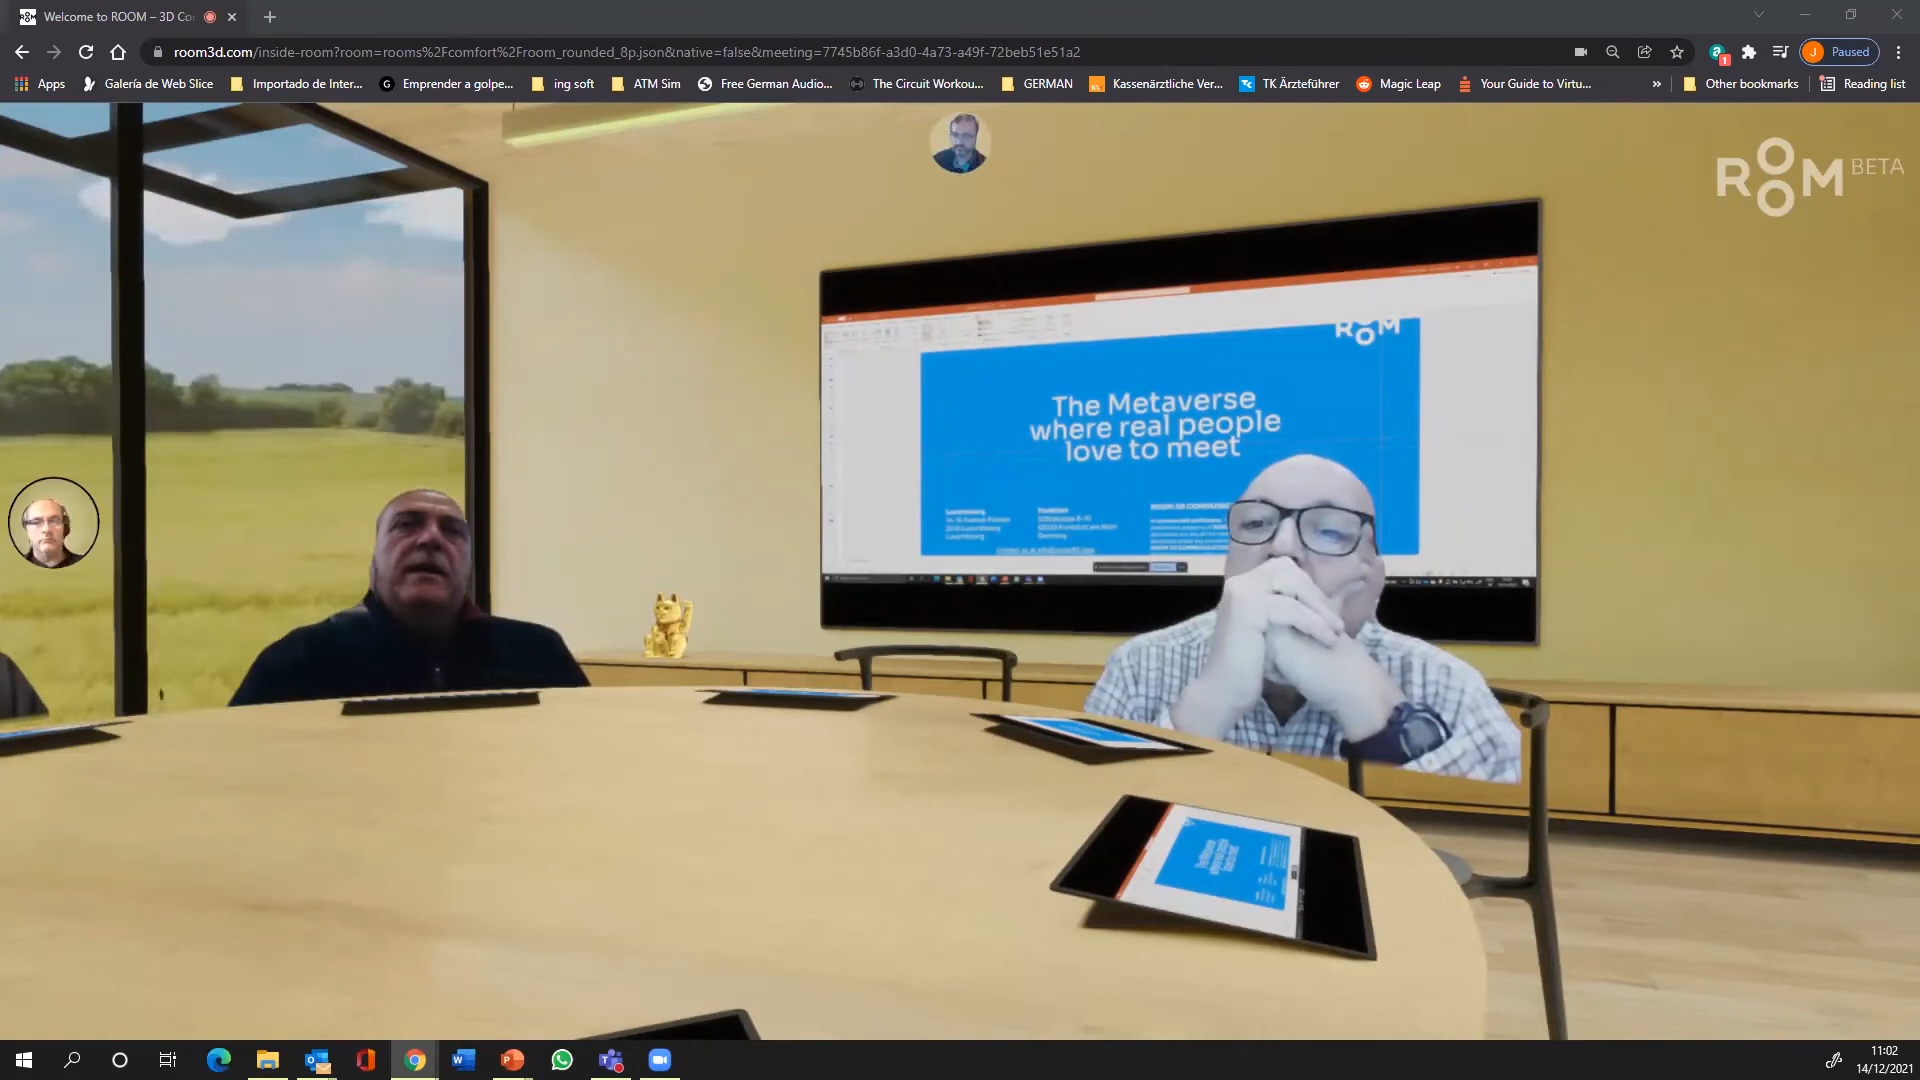 Welcome to ROOM – 3D Co
room3d.com/inside-room?room=rooms%2Fcomfort%2Froom_rounded_8p.json&native=false&meeting=7745b86f-a3d0-4a73-a49f-72beb51e51a2
1
J Paused
Apps
Galería de Web Slice
Importado de Inter...
Emprender a golpe...
ing soft
ATM Sim
Free German Audio...
The Circuit Workou...
GERMAN
Kassenärztliche Ver...
TK Ärzteführer
Magic Leap
Your Guide to Virtu...
»
Other bookmarks
Reading list
ROOM BETA
ROOM
The Metaverse
where real people
love to meet
Luxembourg
Germany
11:02
14/12/2021